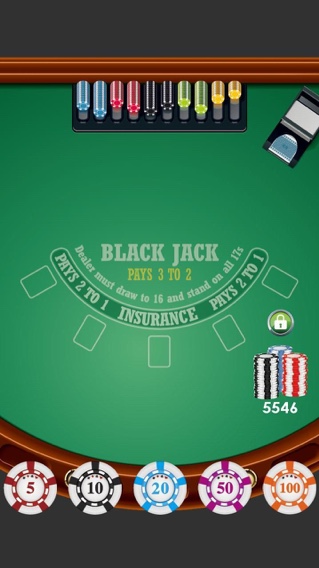 BLACK JACK
PAYS 3 TO 2
Dealer must draw to 16 and stand on all 17s
PAYS 2 TO 1 INSURANCE PAYS 2 TO 1
5546
5 10 20 50 100